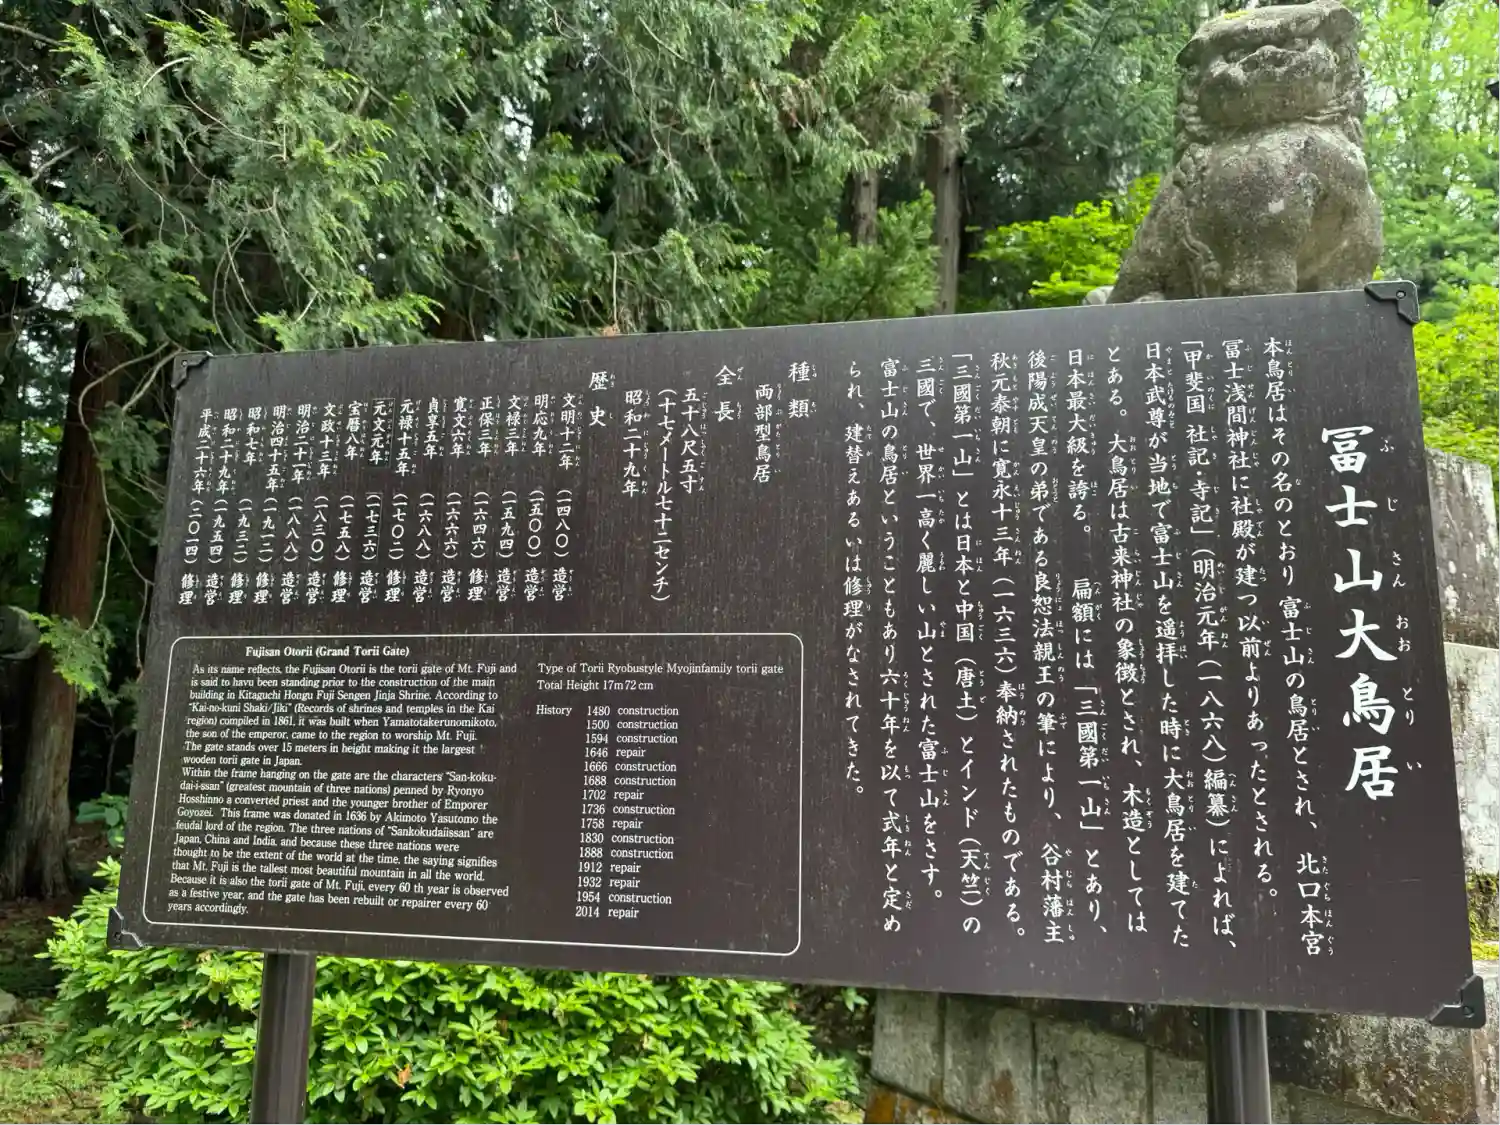 冨士山大鳥居
本鳥居はその名のとおり 富士山の鳥居とされ、北口本宮
冨士浅間神社に社殿が建つ以前よりあったとされる。
「甲斐国 社記・寺記」（明治元年（一八六八）編纂）によれば、
日本武尊が当地で富士山を遥拝した時に大鳥居を建てた
とある。大鳥居は古来神社の象徴とされ、木造としては
日本最大級を誇る。 扁額には「三國第一山」とあり、
後陽成天皇の弟である良恕法親王の筆により、谷村藩主
秋元泰朝に寛永十三年（一六三六）奉納されたものである。
「三國第一山」とは日本と中国（唐土）とインド（天竺）の
三國で、世界一高く麗しい山とされた富士山をさす。
富士山の鳥居ということもあり六十年を以て式年と定め
られ、建替えあるいは修理がなされてきた。
種類
両部型鳥居
全長
五十八尺五寸
（十七メートル七十二センチ）
昭和二十九年
歴史
文明十二年（一四八〇）造営
明応九年（一五〇〇）造営
文禄三年（一五九四）造営
正保三年（一六四六）修理
寛文六年（一六六六）造営
貞享五年（一六八八）造営
元禄十五年（一七〇二）修理
元文元年（一七三六）造営
宝暦八年（一七五八）修理
文政十三年（一八三〇）造営
明治二十一年（一八八八）造営
明治四十五年（一九一二）修理
昭和七年（一九三二）修理
昭和二十九年（一九五四）造営
平成二十六年（二〇一四）修理
Fujisan Otorii (Grand Torii Gate)
As its name reflects, the Fujisan Otorii is the torii gate of Mt. Fuji and
is said to havu been standing prior to the construction of the main
building in Kitaguchi Hongu Fuji Sengen Jinja Shrine. According to
"Kai-no-kuni Shaki/Jiki" (Records of shrines and temples in the Kai
region) compiled in 1861, it was built when Yamatotakerunomikoto,
the son of the emperor, came to the region to worship Mt. Fuji.
The gate stands over 15 meters in height making it the largest
wooden torii gate in Japan.
Within the frame hanging on the gate are the characters "San-koku-
dai-i-ssan" (greatest mountain of three nations) penned by Ryonyo
Hosshinno a converted priest and the younger brother of Emporer
Goyozei. This frame was donated in 1636 by Akimoto Yasutomo the
feudal lord of the region. The three nations of "Sankokudaiissan" are
Japan, China and India, and because these three nations were
thought to be the extent of the world at the time, the saying signifies
that Mt. Fuji is the tallest most beautiful mountain in all the world.
Because it is also the torii gate of Mt. Fuji, every 60 th year is observed
as a festive year, and the gate has been rebuilt or repairer every 60
years accordingly.
Type of Torii Ryobustyle Myojinfamily torii gate
Total Height 17m72cm
History 1480 construction
1500 construction
1594 construction
1646 repair
1666 construction
1688 construction
1702 repair
1736 construction
1758 repair
1830 construction
1888 construction
1912 repair
1932 repair
1954 construction
2014 repair